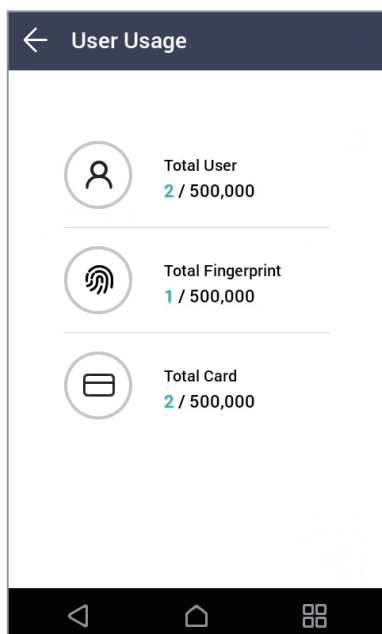 User Usage
Total User
2 / 500,000
Total Fingerprint
1 / 500,000
Total Card
2 / 500,000